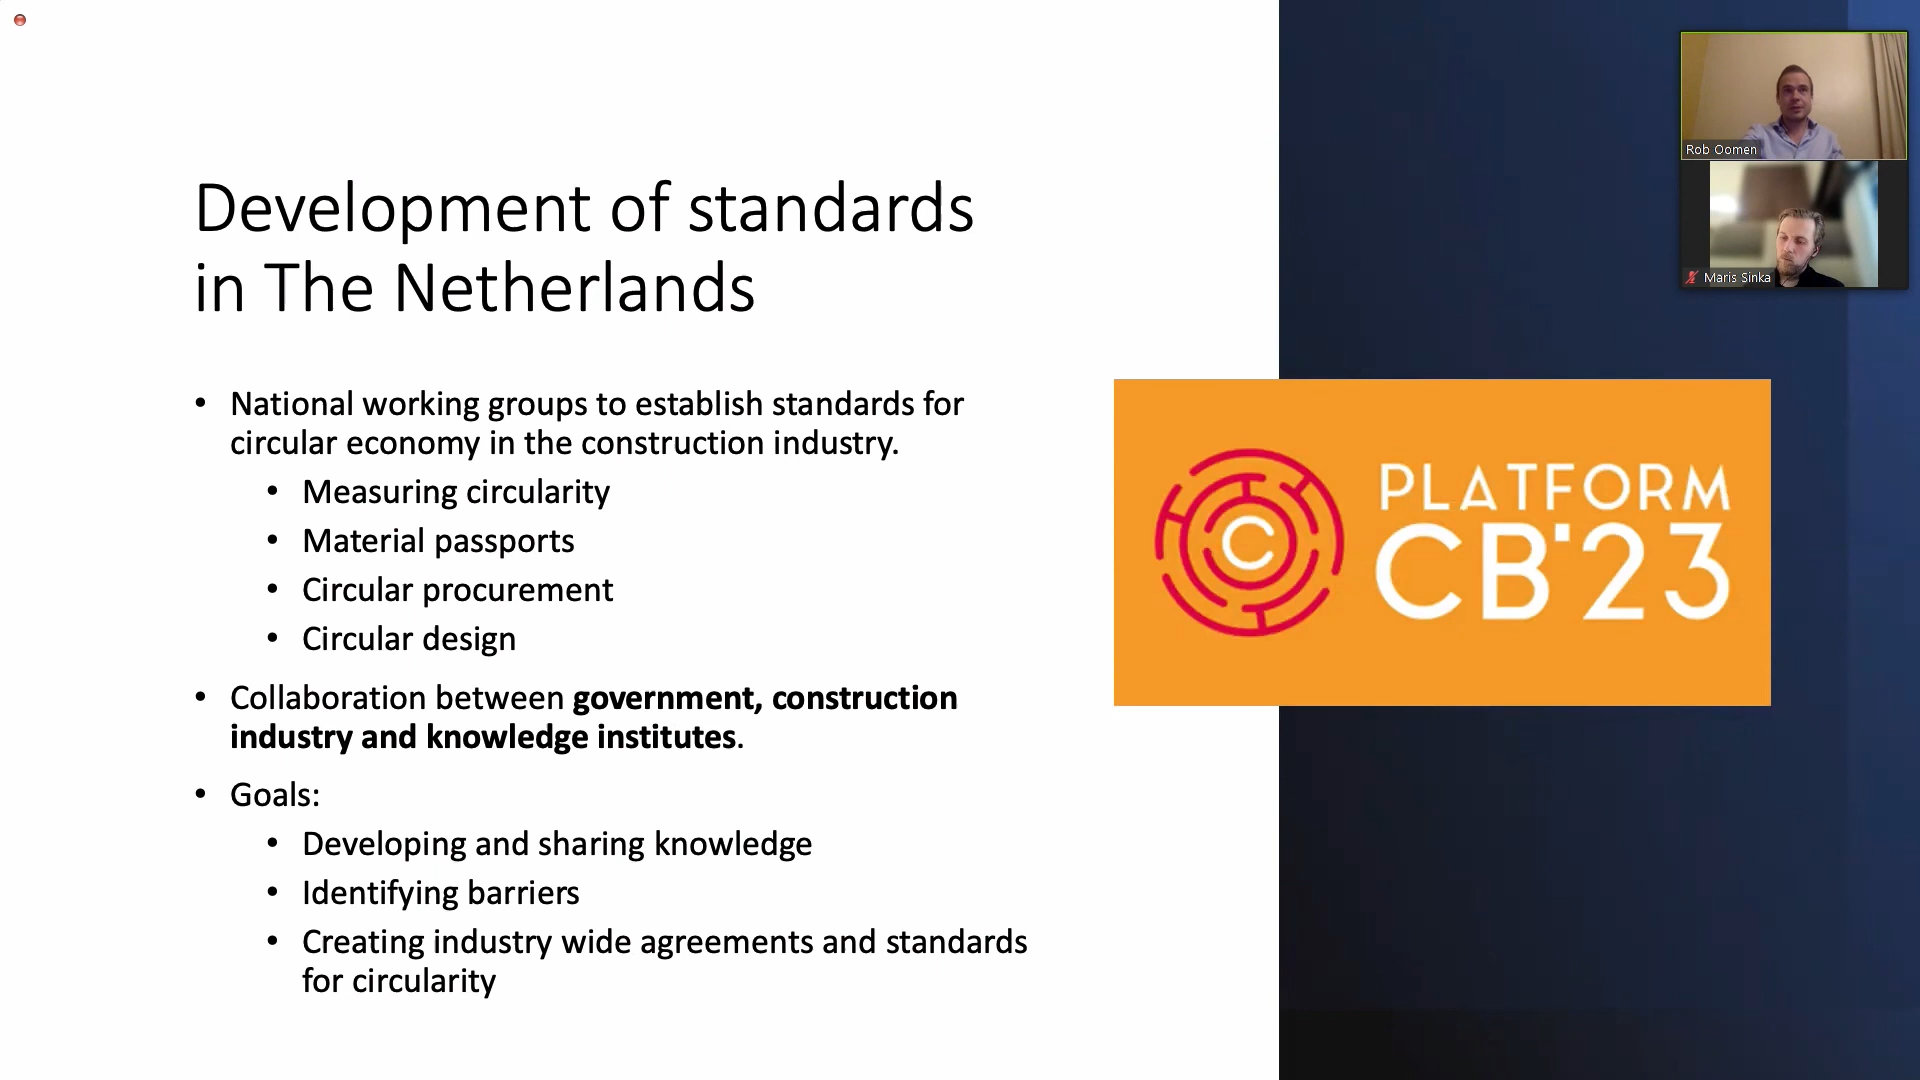 Development of standards
in The Netherlands
• National working groups to establish standards for
circular economy in the construction industry.
• Measuring circularity
• Material passports
• Circular procurement
• Circular design
• Collaboration between government, construction
industry and knowledge institutes.
• Goals:
• Developing and sharing knowledge
• Identifying barriers
• Creating industry wide agreements and standards
for circularity
C
PLATFORM
CB'23
Rob Oomen
Maris Sinka